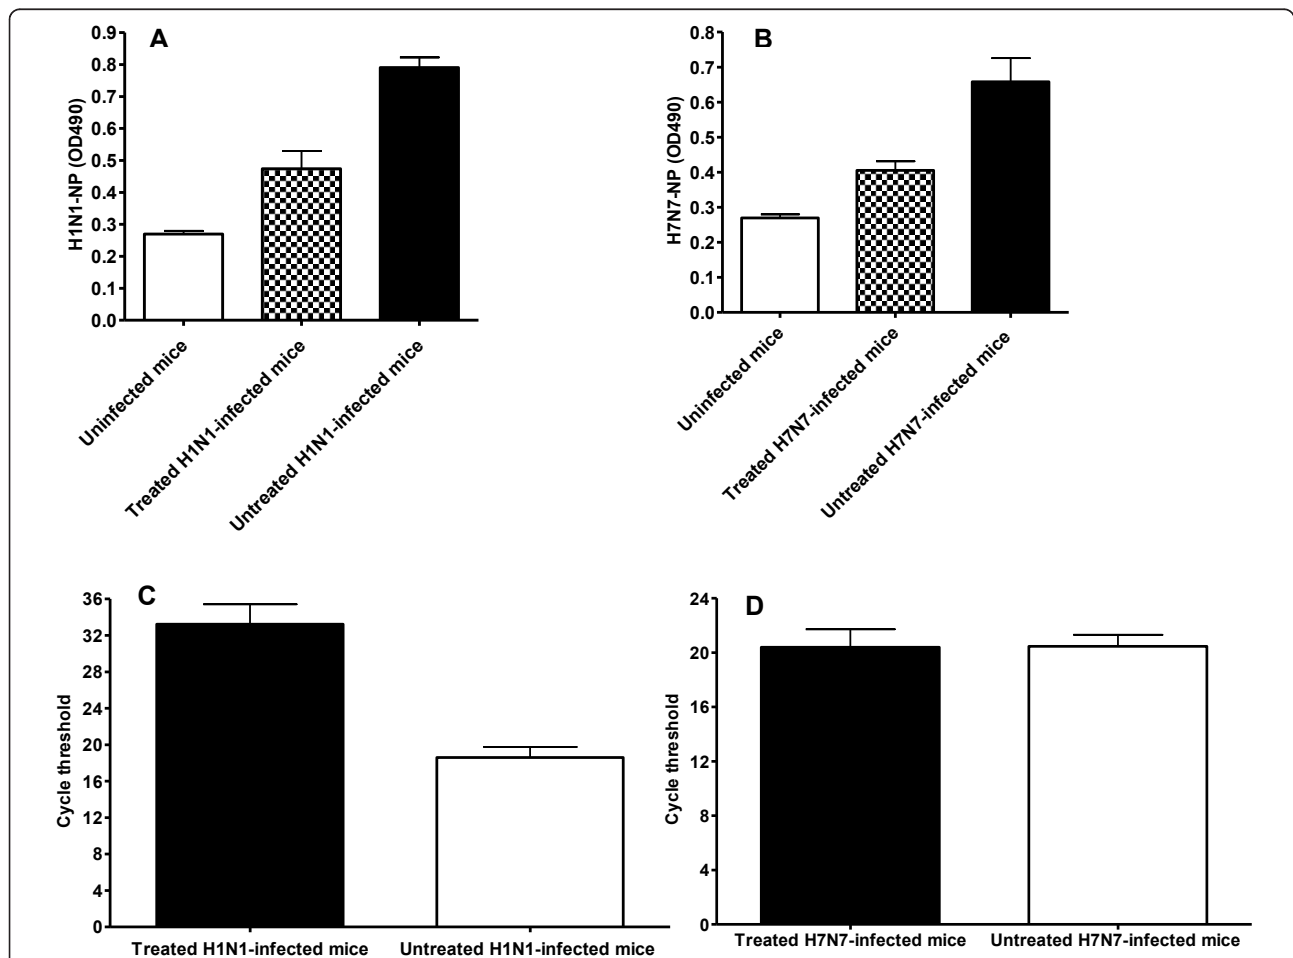 A
H1N1-NP (OD490)
0.9
0.8
0.7
0.6
0.5
0.4
0.3
0.2
0.1
0.0
Uninfected mice
Treated H1N1-infected mice
Untreated H1N1-infected mice
B
H7N7-NP (OD490)
0.8
0.7
0.6
0.5
0.4
0.3
0.2
0.1
0.0
Uninfected mice
Treated H7N7-infected mice
Untreated H7N7-infected mice
C
Cycle threshold
36
32
28
24
20
16
12
8
4
0
Treated H1N1-infected mice
Untreated H1N1-infected mice
D
Cycle threshold
24
20
16
12
8
4
0
Treated H7N7-infected mice
Untreated H7N7-infected mice